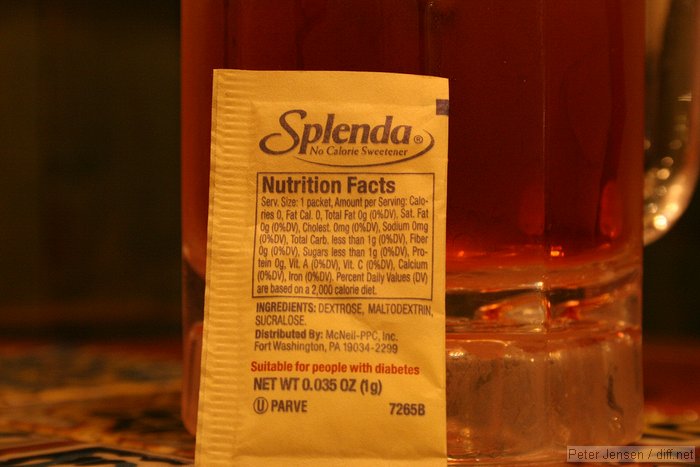 Splenda®
No Calorie Sweetener
Nutrition Facts
Serv. Size: 1 packet, Amount per Serving: Calo-
ries 0, Fat Cal. 0, Total Fat 0g (0%DV), Sat. Fat
0g (0%DV), Cholest. 0mg (0%DV), Sodium 0mg
(0%DV), Total Carb. less than 1g (0%DV), Fiber
0g (0%DV), Sugars less than 1g (0%DV), Pro-
tein 0g, Vit. A (0%DV), Vit. C (0%DV), Calcium
(0%DV), Iron (0%DV). Percent Daily Values (DV)
are based on a 2,000 calorie diet.
INGREDIENTS: DEXTROSE, MALTODEXTRIN,
SUCRALOSE.
Distributed By: McNeil-PPC, Inc.
Fort Washington, PA 19034-2299
Suitable for people with diabetes
NET WT 0.035 OZ (1g)
Ⓤ PARVE 7265B
Peter Jensen / diff.net